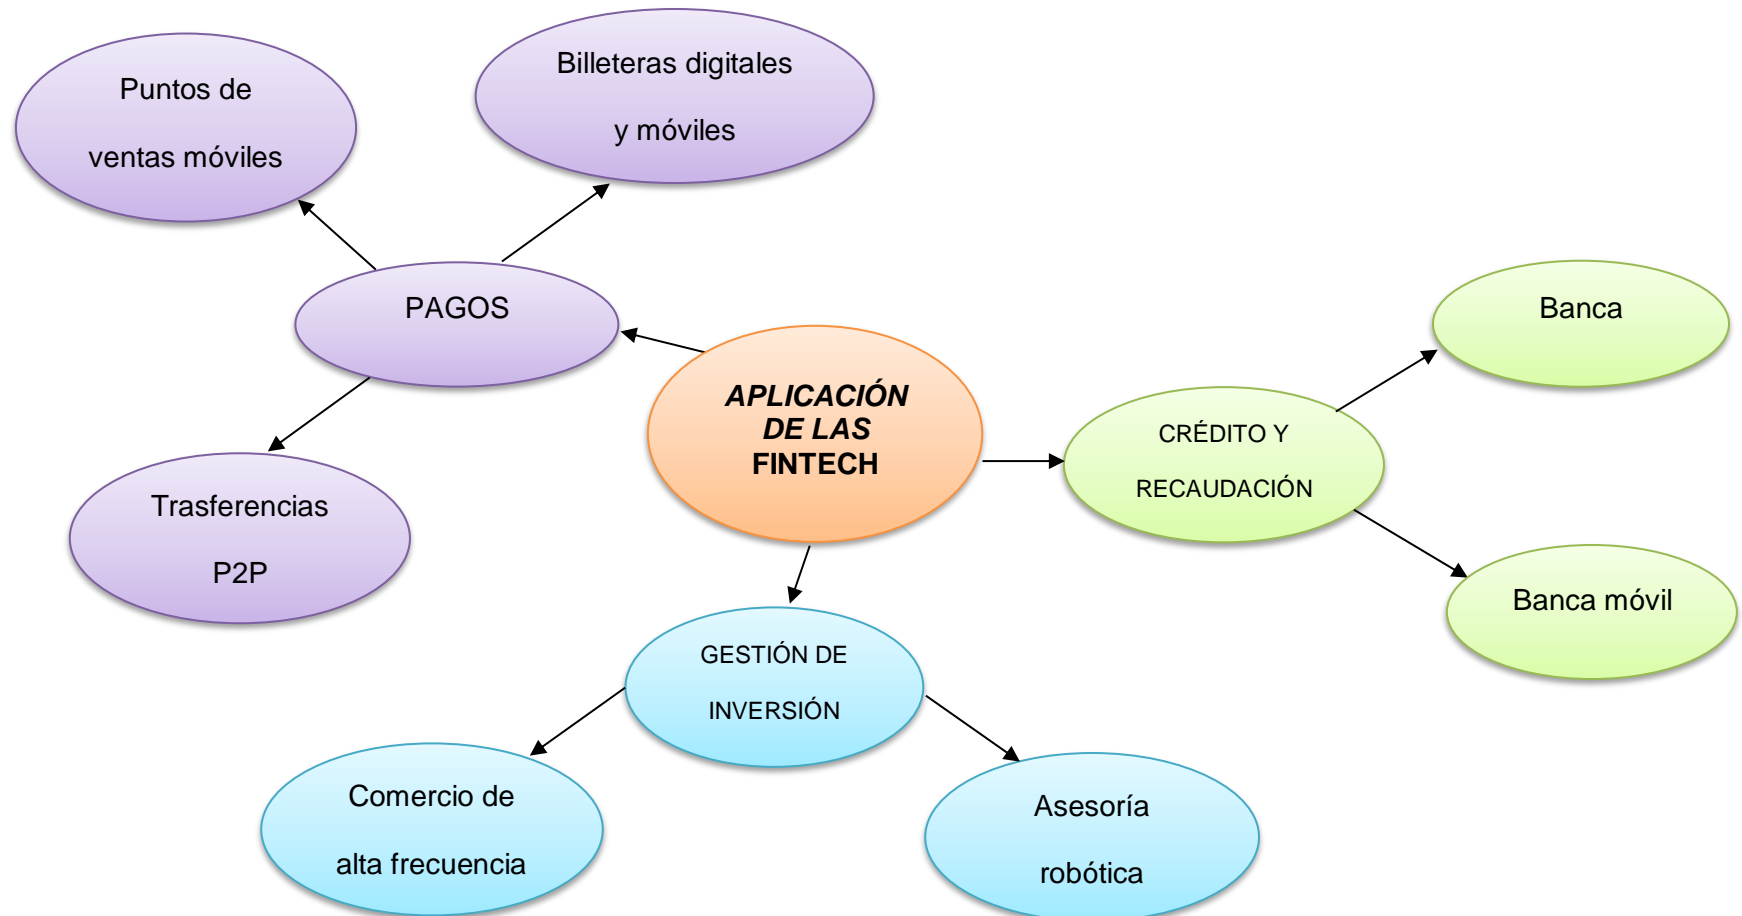 Puntos de
ventas móviles
Billeteras digitales
y móviles
PAGOS
Trasferencias
P2P
APLICACIÓN
DE LAS
FINTECH
CRÉDITO Y
RECAUDACIÓN
Banca
Banca móvil
GESTIÓN DE
INVERSIÓN
Comercio de
alta frecuencia
Asesoría
robótica